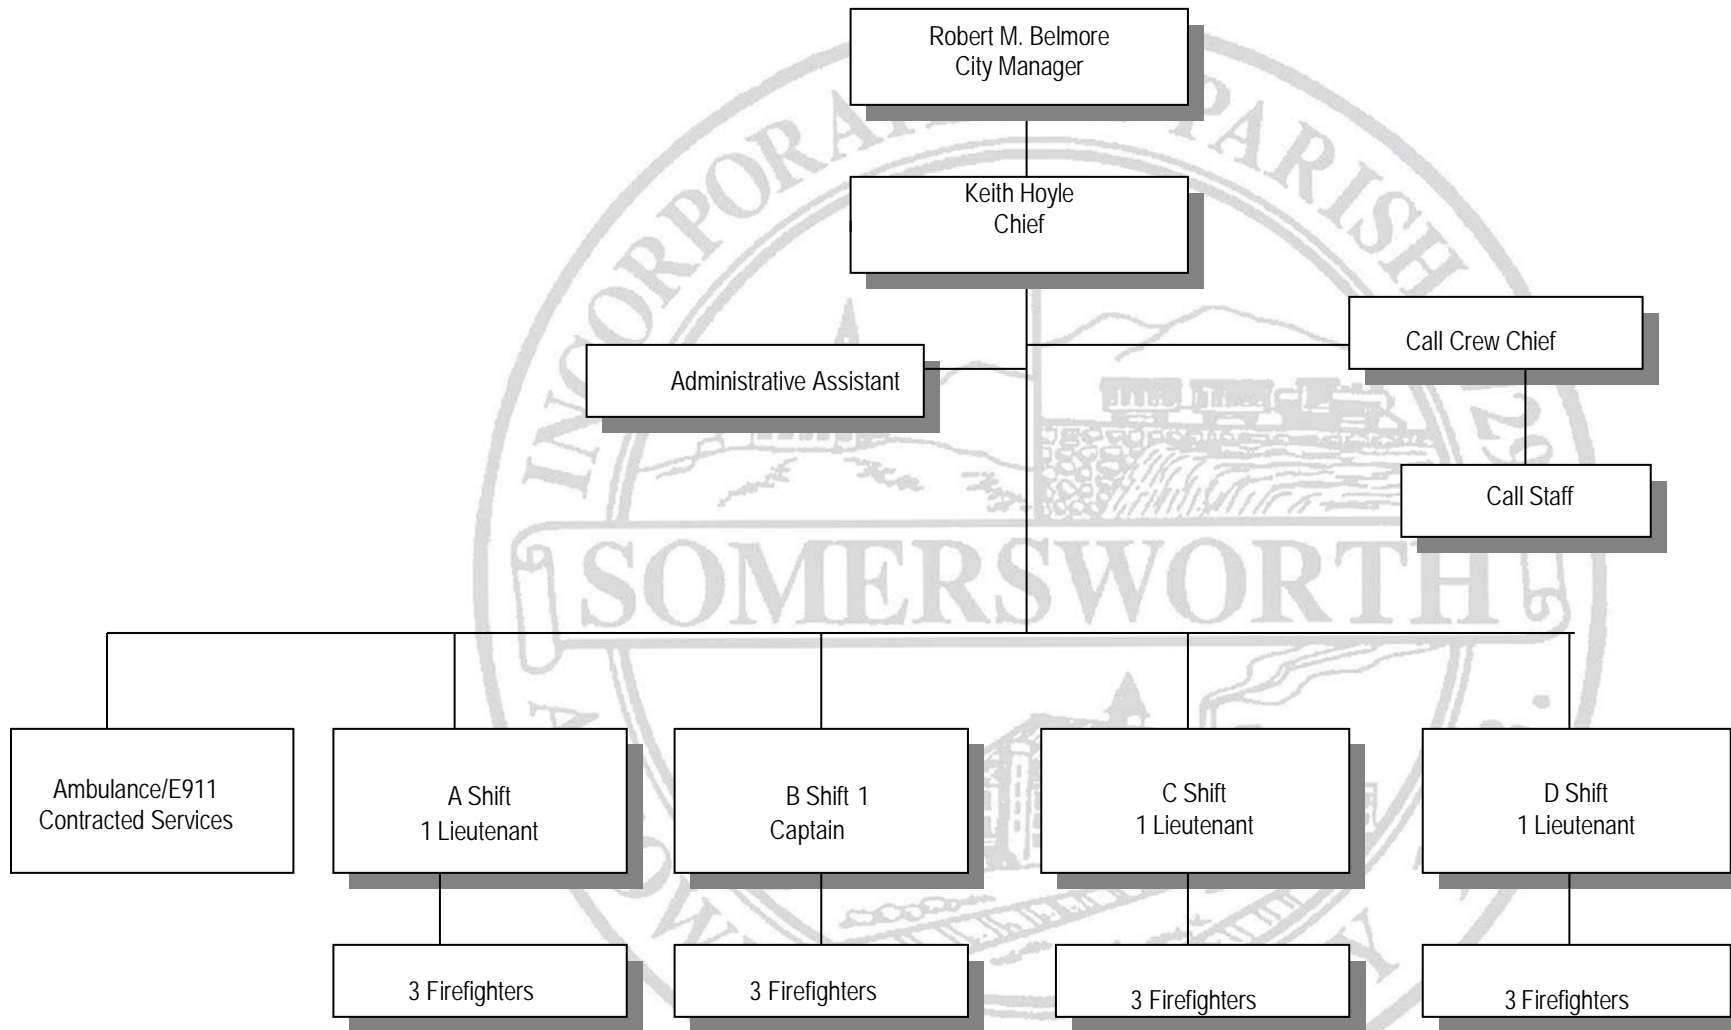 Robert M. Belmore
City Manager
Keith Hoyle
Chief
Call Crew Chief
Administrative Assistant
Call Staff
Ambulance/E911
Contracted Services
A Shift
1 Lieutenant
B Shift 1
Captain
C Shift
1 Lieutenant
D Shift
1 Lieutenant
3 Firefighters
3 Firefighters
3 Firefighters
3 Firefighters
SOMERSWORTH
PARISH